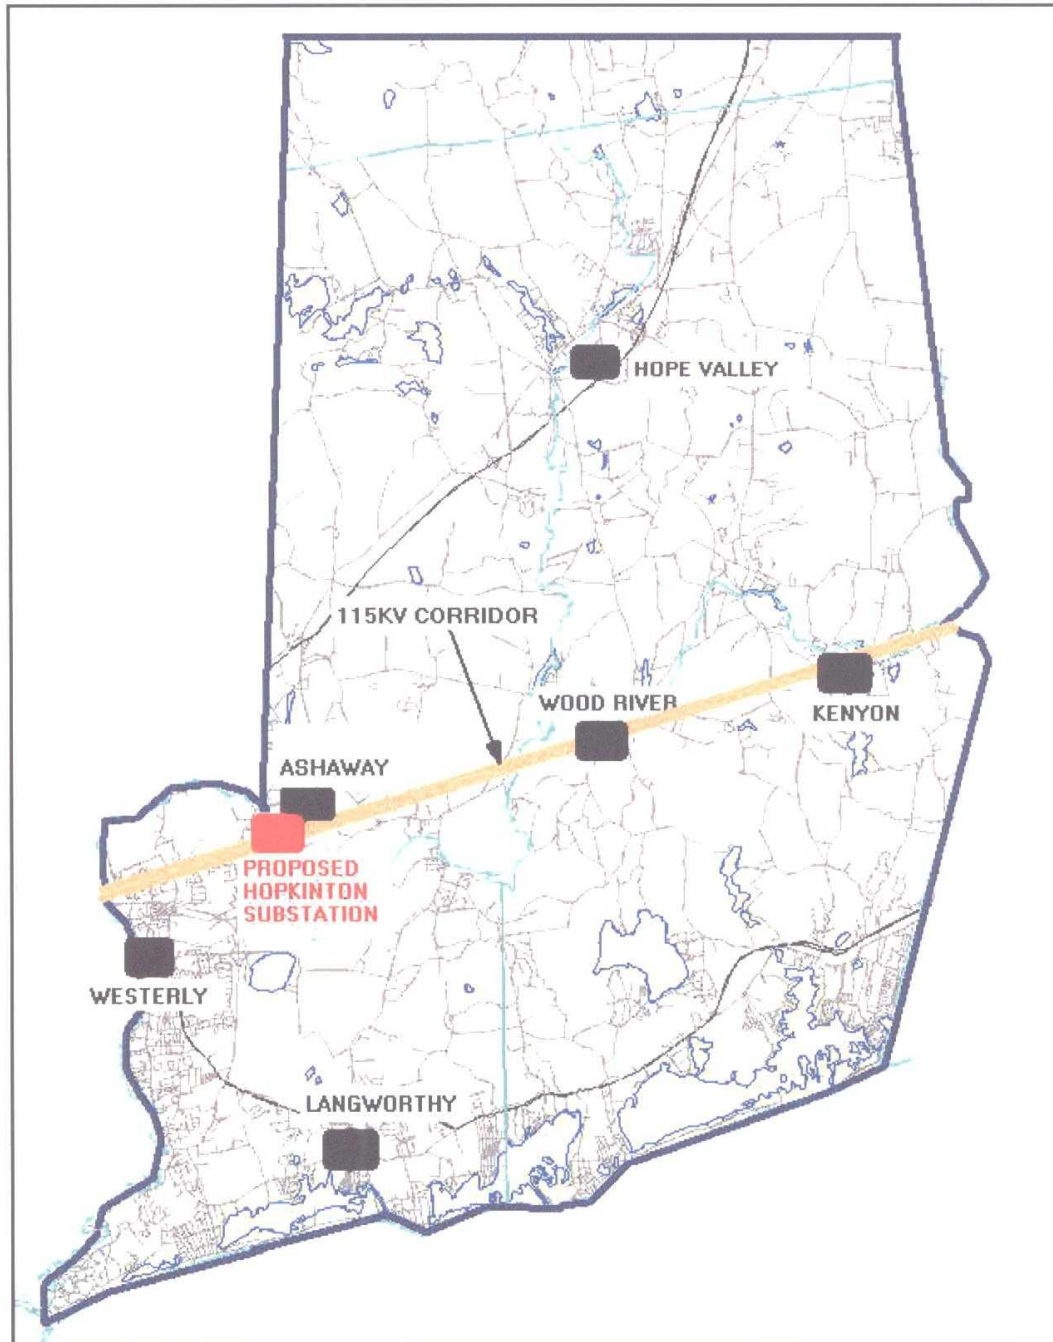 HOPE VALLEY
115KV CORRIDOR
WOOD RIVER
KENYON
ASHAWAY
PROPOSED
HOPKINTON
SUBSTATION
WESTERLY
LANGWORTHY